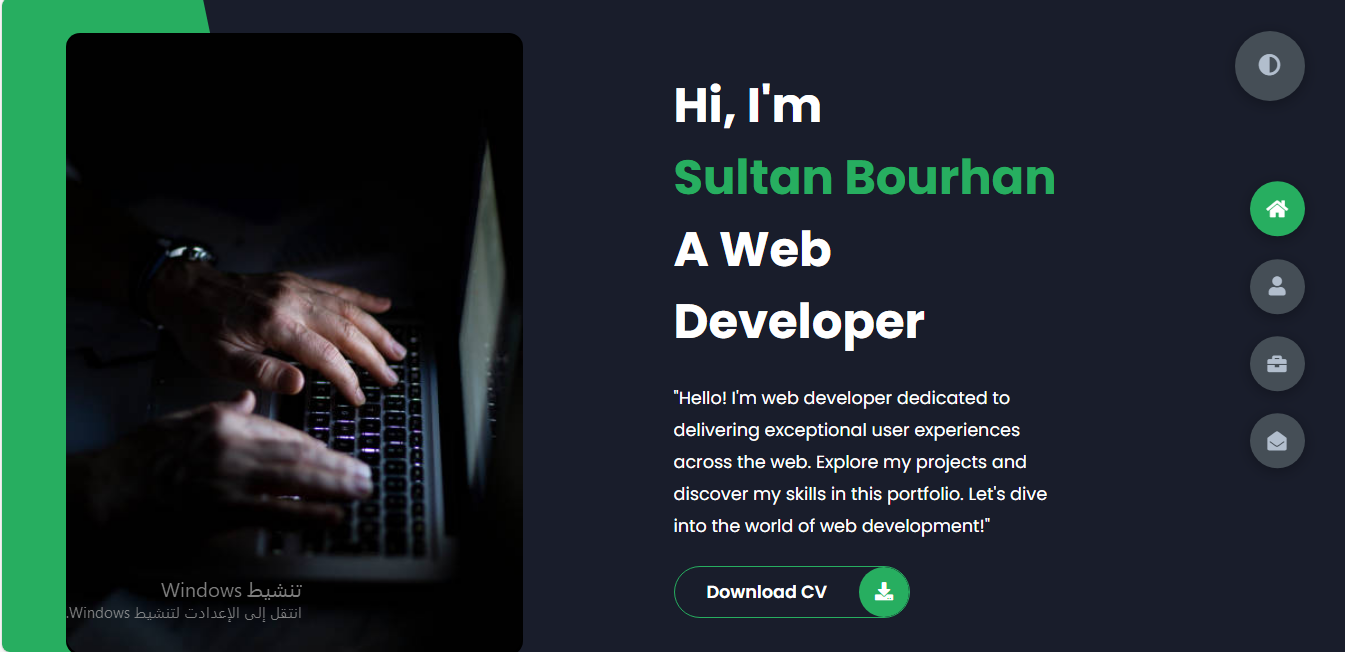 Hi, I'm
Sultan Bourhan
A Web
Developer
"Hello! I'm web developer dedicated to
delivering exceptional user experiences
across the web. Explore my projects and
discover my skills in this portfolio. Let's dive
into the world of web development!"
Download CV
تنشيط Windows
انتقل إلى الإعدادت لتنشيط Windows.